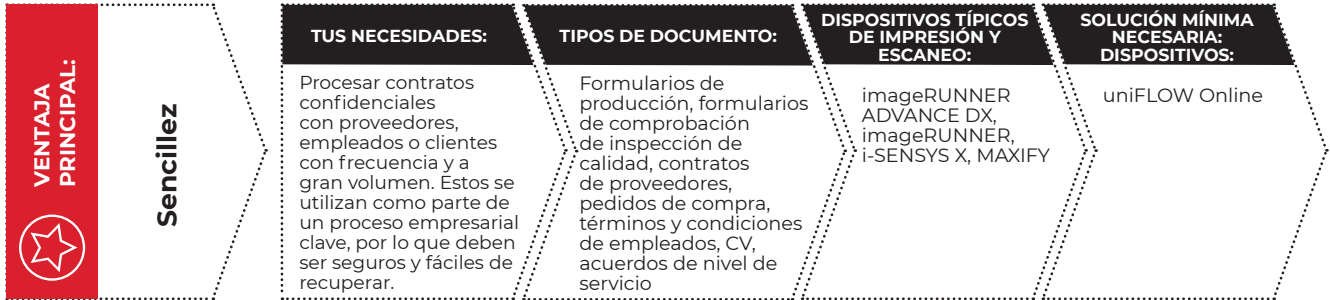 VENTAJA
PRINCIPAL:
Sencillez
TUS NECESIDADES:
Procesar contratos
confidenciales
con proveedores,
empleados o clientes
con frecuencia y a
gran volumen. Estos se
utilizan como parte de
un proceso empresarial
clave, por lo que deben
ser seguros y fáciles de
recuperar.
TIPOS DE DOCUMENTO:
Formularios de
producción, formularios
de comprobación
de inspección de
calidad, contratos
de proveedores,
pedidos de compra,
términos y condiciones
de empleados, CV,
acuerdos de nivel de
servicio
DISPOSITIVOS TÍPICOS
DE IMPRESIÓN Y
ESCANEO:
imageRUNNER
ADVANCE DX,
imageRUNNER,
i-SENSYS X, MAXIFY
SOLUCIÓN MÍNIMA
NECESARIA:
DISPOSITIVOS:
uniFLOW Online